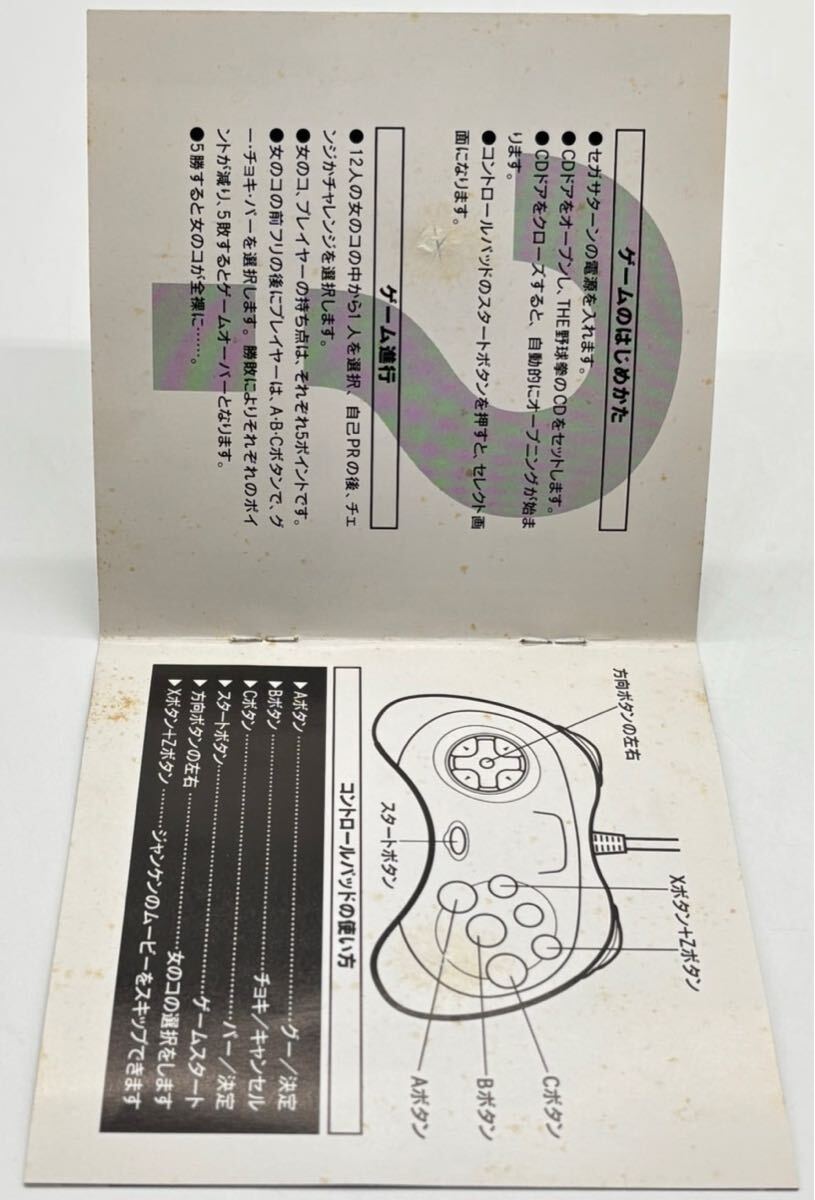 ゲームのはじめかた
●セガサターンの電源を入れます。
●CDドアをオープンし、THE野球拳のCDをセットします。
●CDドアをクローズすると、自動的にオープニングが始ま
ります。
●コントロールパッドのスタートボタンを押すと、セレクト画
面になります。
ゲーム進行
●12人の女のコの中から1人を選択、自己PRの後、チェ
ンジかチャレンジを選択します。
●女のコ、プレイヤーの持ち点は、それぞれ5ポイントです。
●女のコの前フリの後にプレイヤーは、A・B・Cボタンで、グ
ー・チョキ・パーを選択します。勝敗によりそれぞれのポイ
ントが減り、5敗するとゲームオーバーとなります。
●5勝すると女のコが全裸に……。
方向ボタンの左右
スタートボタン
Xボタン+Zボタン
Aボタン
Bボタン
Cボタン
コントロールパッドの使い方
▶Aボタン……………グー/決定
▶Bボタン……………チョキ/キャンセル
▶Cボタン……………パー/決定
▶スタートボタン……………ゲームスタート
▶方向ボタンの左右……………女のコの選択をします
▶Xボタン+Zボタン……ジャンケンのムービーをスキップできます